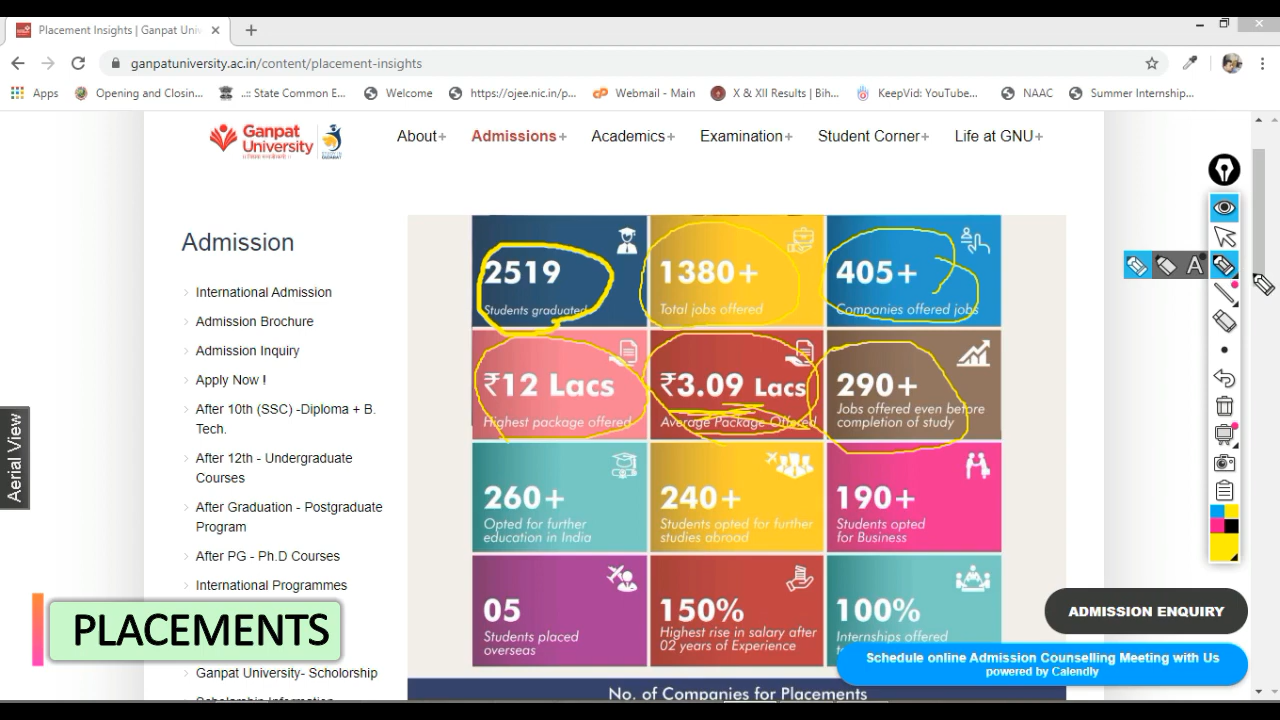 Placement Insights | Ganpat Univ
ganpatuniversity.ac.in/content/placement-insights
Apps
Opening and Closin...
..:: State Common E...
Welcome
https://ojee.nic.in/p...
Webmail - Main
X & XII Results | Bih...
KeepVid: YouTube...
NAAC
Summer Internship...
Ganpat
University
About+
Admissions+
Academics+
Examination+
Student Corner+
Life at GNU+
Admission
International Admission
Admission Brochure
Admission Inquiry
Apply Now !
After 10th (SSC) -Diploma + B.
Tech.
After 12th - Undergraduate
Courses
After Graduation - Postgraduate
Program
After PG - Ph.D Courses
International Programmes
Ganpat University- Scholarship
Scholarship Information
2519
Students graduated
1380+
Total jobs offered
405+
Companies offered jobs
₹12 Lacs
Highest package offered
₹3.09 Lacs
Average Package Offered
290+
Jobs offered even before
completion of study
260+
Opted for further
education in India
240+
Students opted for further
studies abroad
190+
Students opted
for Business
05
Students placed
overseas
150%
Highest rise in salary after
02 years of Experience
100%
Internships offered
No. of Companies for Placements
Aerial View
PLACEMENTS
A
ADMISSION ENQUIRY
Schedule online Admission Counselling Meeting with Us
powered by Calendly